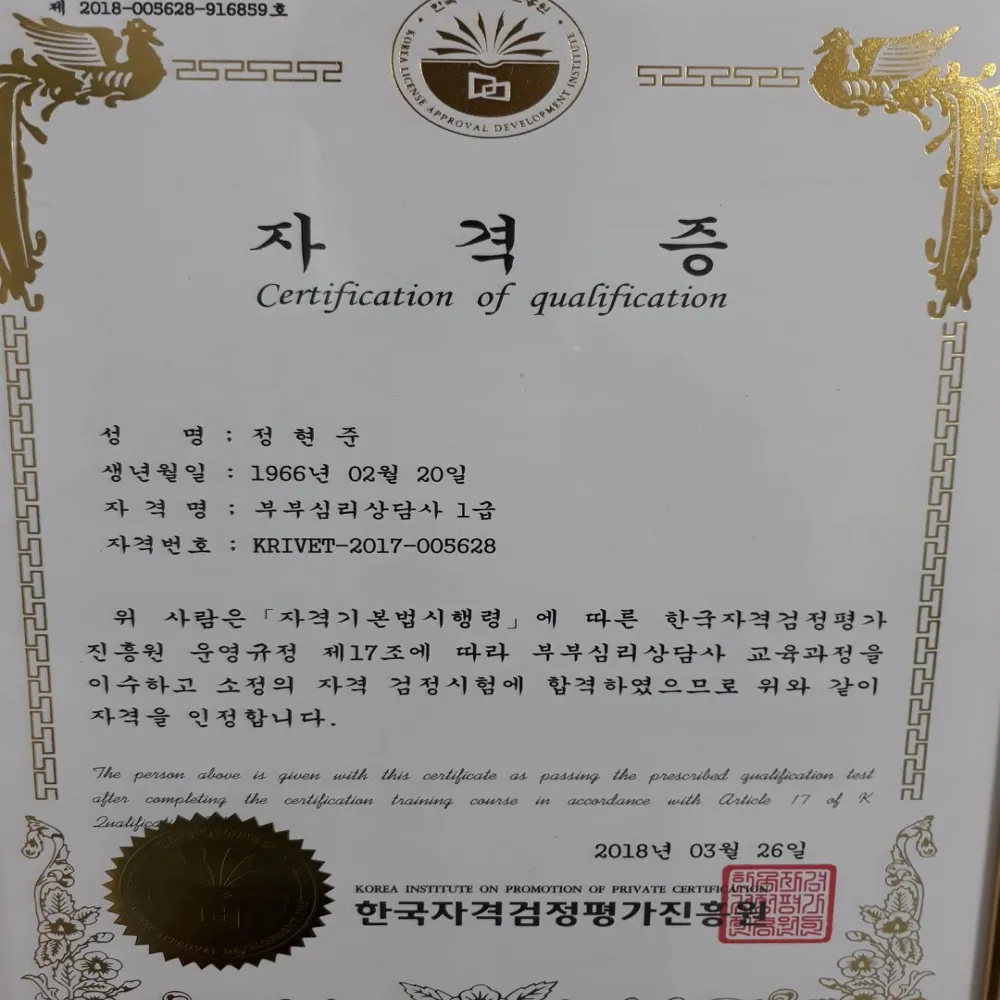 제 2018-005628-916859호
KOREA LICENSE APPROVAL DEVELOPMENT INSTITUTE
자 격 증
Certification of qualification
성 명 : 정 현 준
생년월일 : 1966년 02월 20일
자 격 명 : 부부심리상담사 1급
자격번호 : KRIVET-2017-005628
위 사람은 「자격기본법시행령」에 따른 한국자격검정평가
진흥원 운영규정 제17조에 따라 부부심리상담사 교육과정을
이수하고 소정의 자격 검정시험에 합격하였으므로 위와 같이
자격을 인정합니다.
The person above is given with this certificate as passing the prescribed qualification test
after completing the certification training course in accordance with Article 17 of K
2018년 03월 26일
KOREA INSTITUTE ON PROMOTION OF PRIVATE CERTIFICATION
한국자격검정평가진흥원